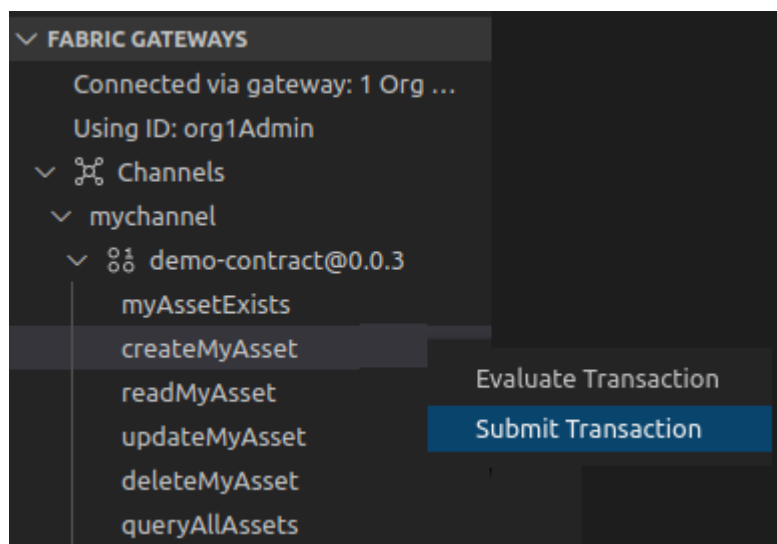 FABRIC GATEWAYS
Connected via gateway: 1 Org ...
Using ID: org1Admin
Channels
mychannel
demo-contract@0.0.3
myAssetExists
createMyAsset
readMyAsset
updateMyAsset
deleteMyAsset
queryAllAssets
Evaluate Transaction
Submit Transaction